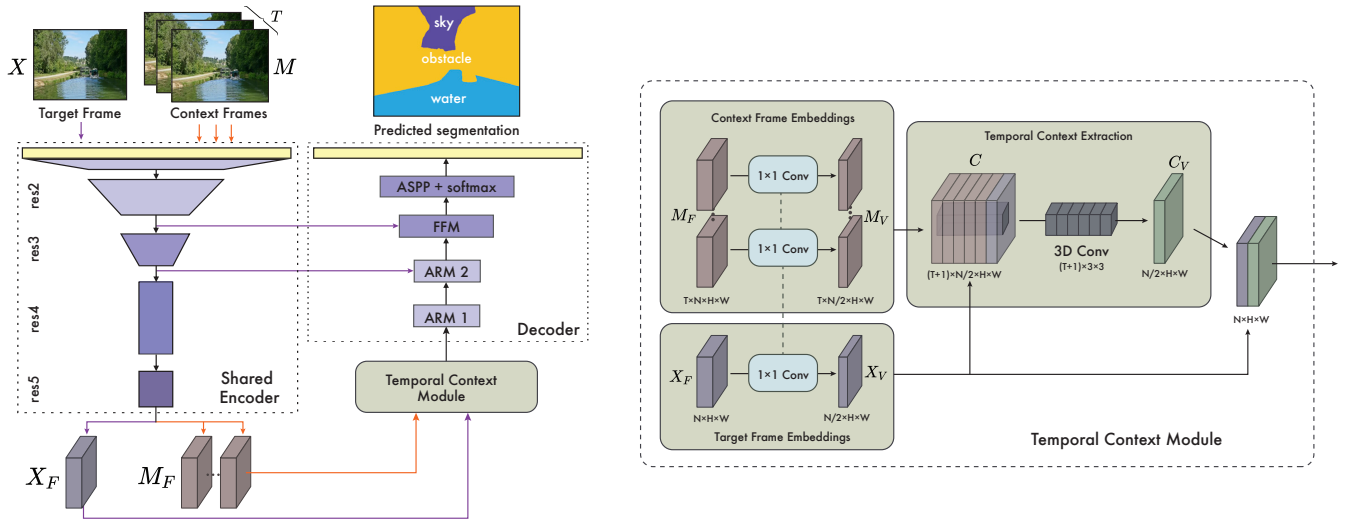 X
T
M
Target Frame
Context Frames
sky
obstacle
water
Predicted segmentation
res2
res3
res4
res5
Shared
Encoder
ASPP + softmax
FFM
ARM 2
ARM 1
Decoder
Temporal Context
Module
X_F
M_F
Context Frame Embeddings
1×1 Conv
M_F
M_V
1×1 Conv
T×N×H×W
T×N/2×H×W
X_F
1×1 Conv
X_V
N×H×W
N/2×H×W
Target Frame Embeddings
Temporal Context Extraction
C
C_V
3D Conv
(T+1)×3×3
(T+1)×N/2×H×W
N/2×H×W
N×H×W
Temporal Context Module